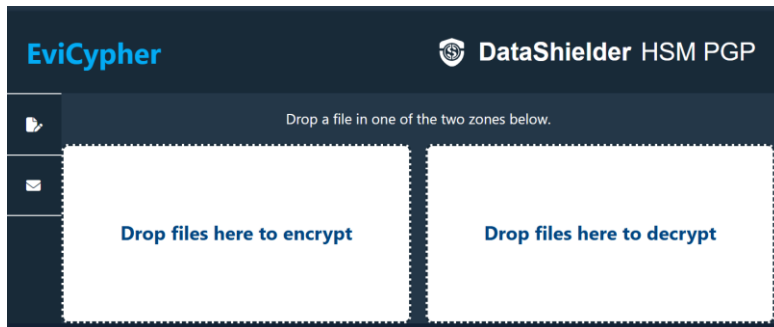 EviCypher
DataShielder HSM PGP
Drop a file in one of the two zones below.
Drop files here to encrypt
Drop files here to decrypt